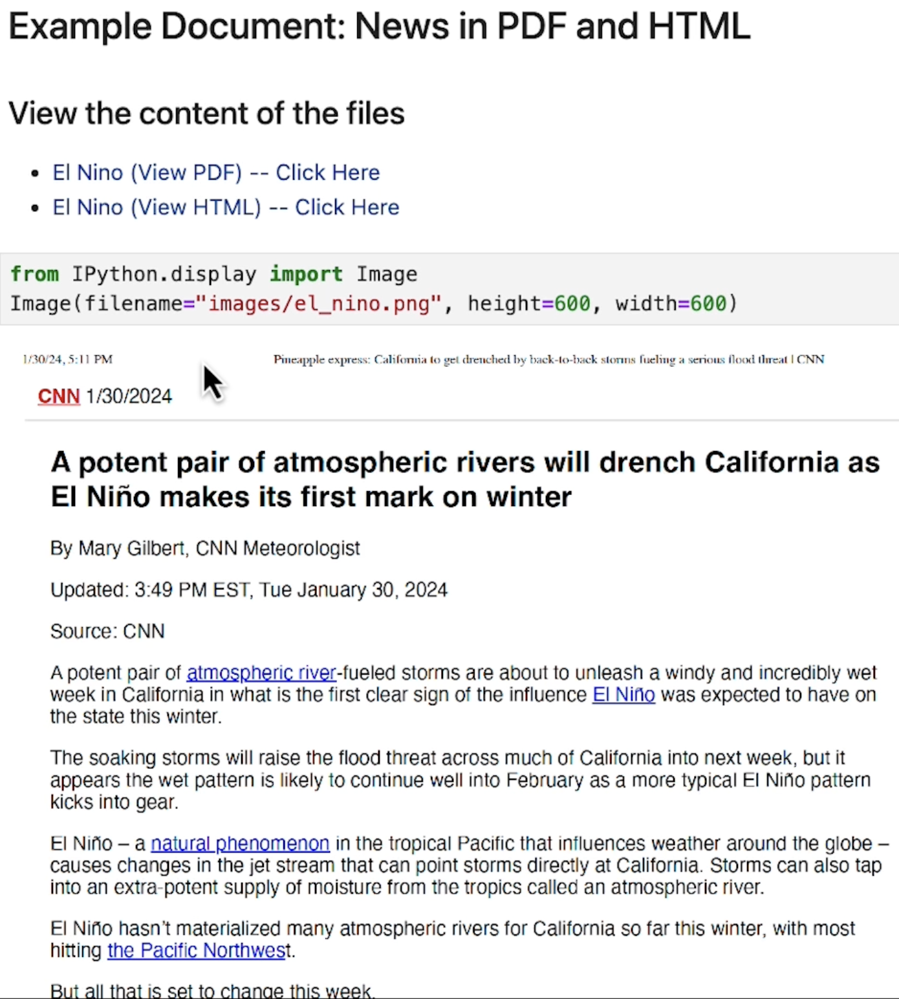 Example Document: News in PDF and HTML
View the content of the files
• El Nino (View PDF) -- Click Here
• El Nino (View HTML) -- Click Here
from IPython.display import Image
Image(filename="images/el_nino.png", height=600, width=600)
1/30/24, 5:11 PM
Pineapple express: California to get drenched by back-to-back storms fueling a serious flood threat | CNN
CNN 1/30/2024
A potent pair of atmospheric rivers will drench California as
El Niño makes its first mark on winter
By Mary Gilbert, CNN Meteorologist
Updated: 3:49 PM EST, Tue January 30, 2024
Source: CNN
A potent pair of atmospheric river-fueled storms are about to unleash a windy and incredibly wet
week in California in what is the first clear sign of the influence El Niño was expected to have on
the state this winter.
The soaking storms will raise the flood threat across much of California into next week, but it
appears the wet pattern is likely to continue well into February as a more typical El Niño pattern
kicks into gear.
El Niño – a natural phenomenon in the tropical Pacific that influences weather around the globe –
causes changes in the jet stream that can point storms directly at California. Storms can also tap
into an extra-potent supply of moisture from the tropics called an atmospheric river.
El Niño hasn't materialized many atmospheric rivers for California so far this winter, with most
hitting the Pacific Northwest.
But all that is set to change this week.